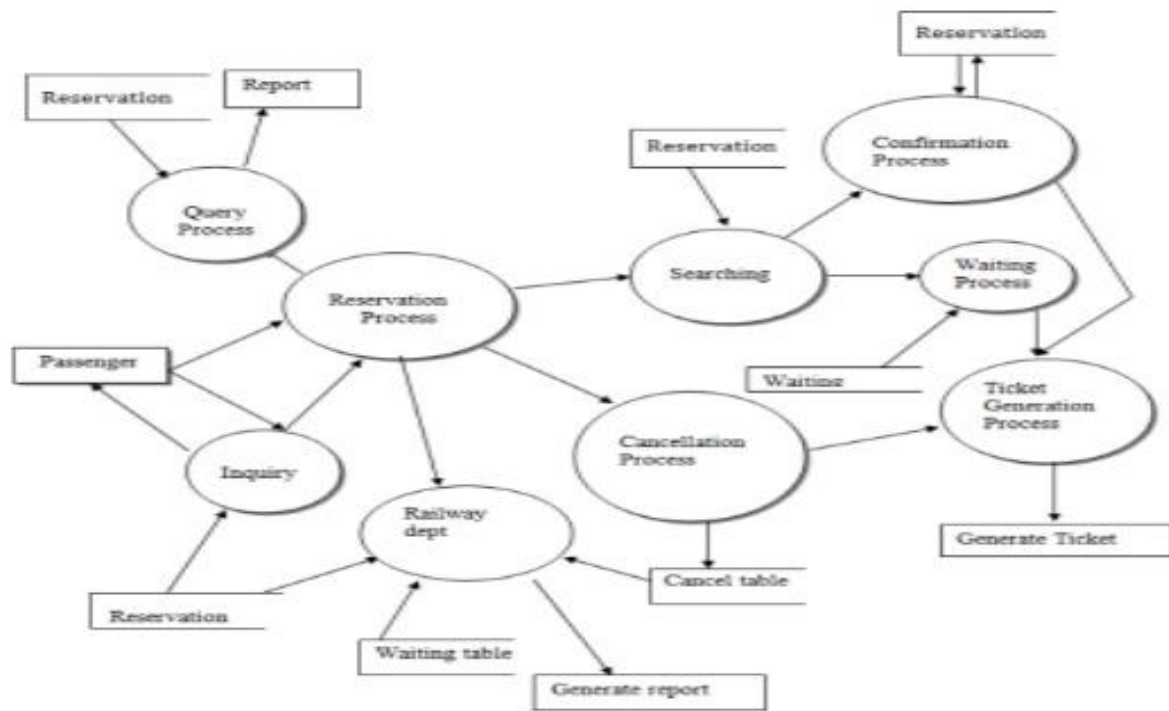 Reservation
Report
Reservation
Reservation
Confirmation
Process
Query
Process
Searching
Waiting
Process
Reservation
Process
Passenger
Waiting
Ticket
Generation
Process
Cancellation
Process
Inquiry
Railway
dept
Generate Ticket
Cancel table
Reservation
Waiting table
Generate report